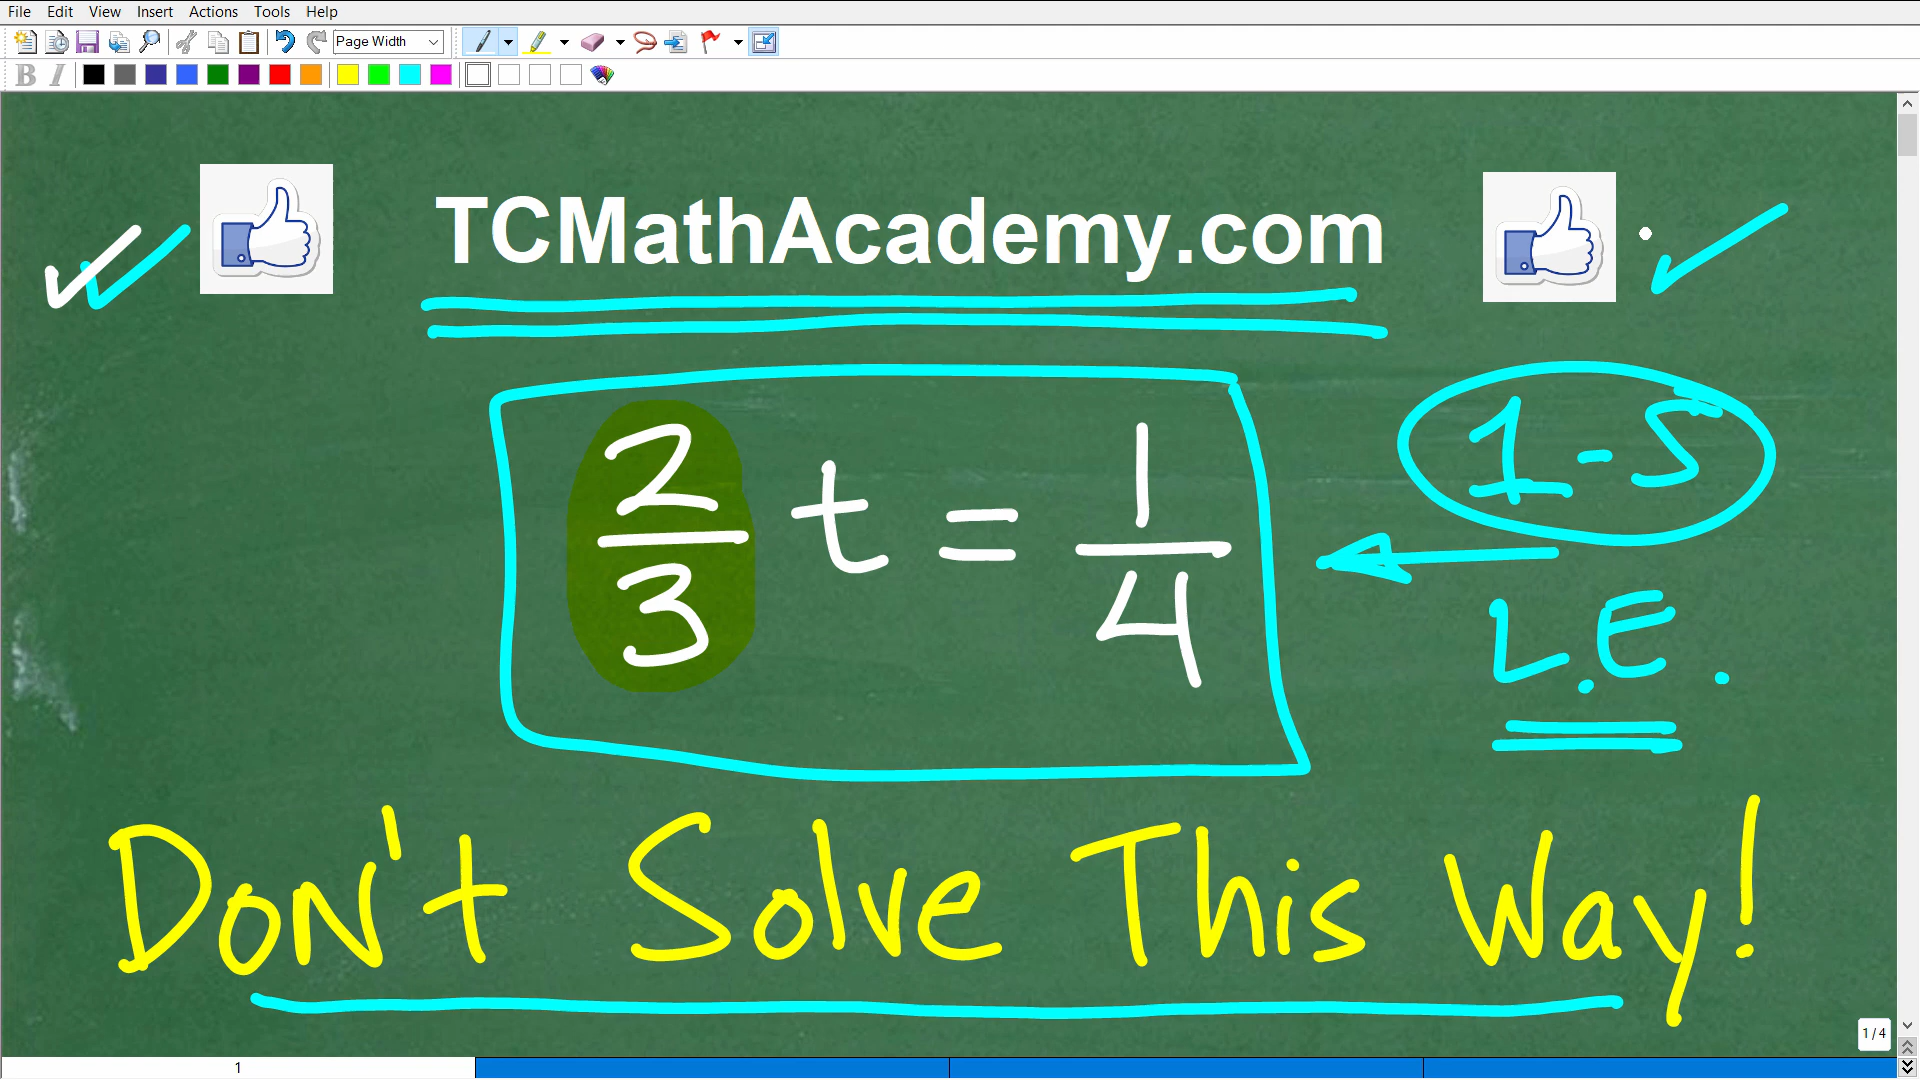 File Edit View Insert Actions Tools Help
Page Width
B I
TCMathAcademy.com
2/3 t = 1/4
1-S
L.E.
Don't Solve This Way!
1 / 4
1